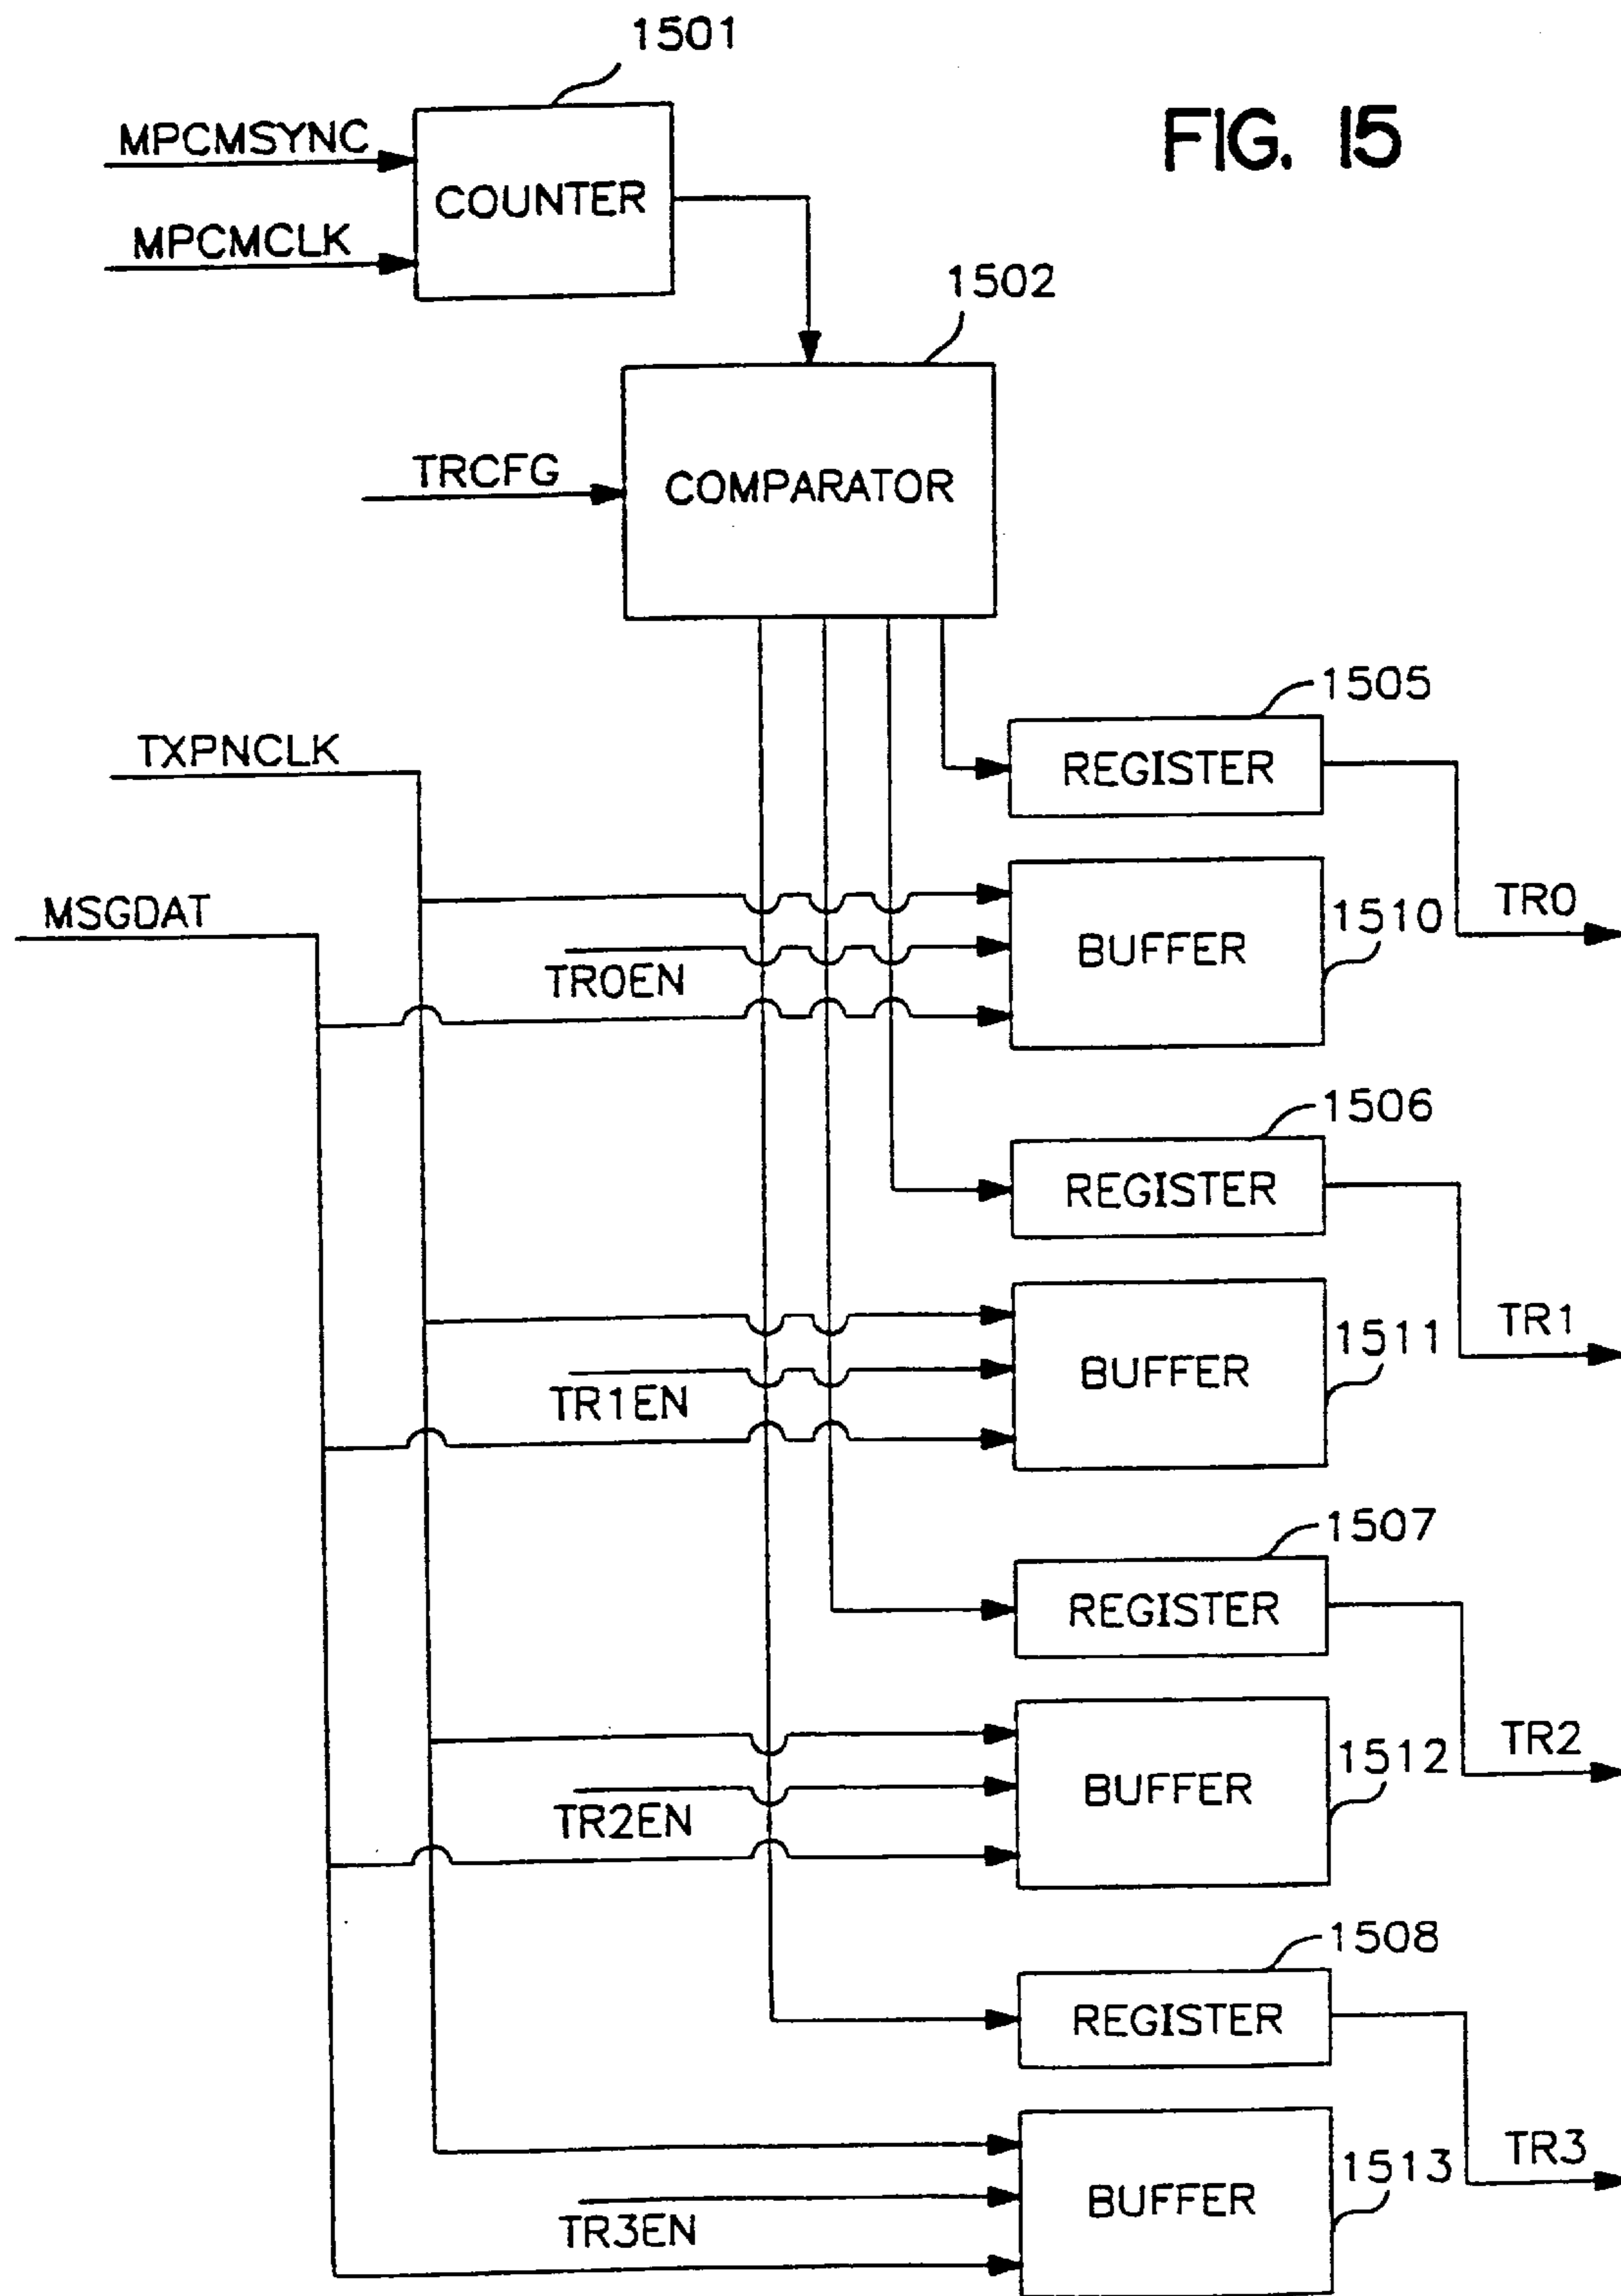 1501
FIG. 15
MPCMSYNC
COUNTER
MPCMCLK
1502
TRCFG
COMPARATOR
1505
TXPNCLK
REGISTER
MSGDAT
1510
TR0
BUFFER
TR0EN
1506
REGISTER
1511
TR1
BUFFER
TR1EN
1507
REGISTER
1512
TR2
BUFFER
TR2EN
1508
REGISTER
1513
TR3
BUFFER
TR3EN